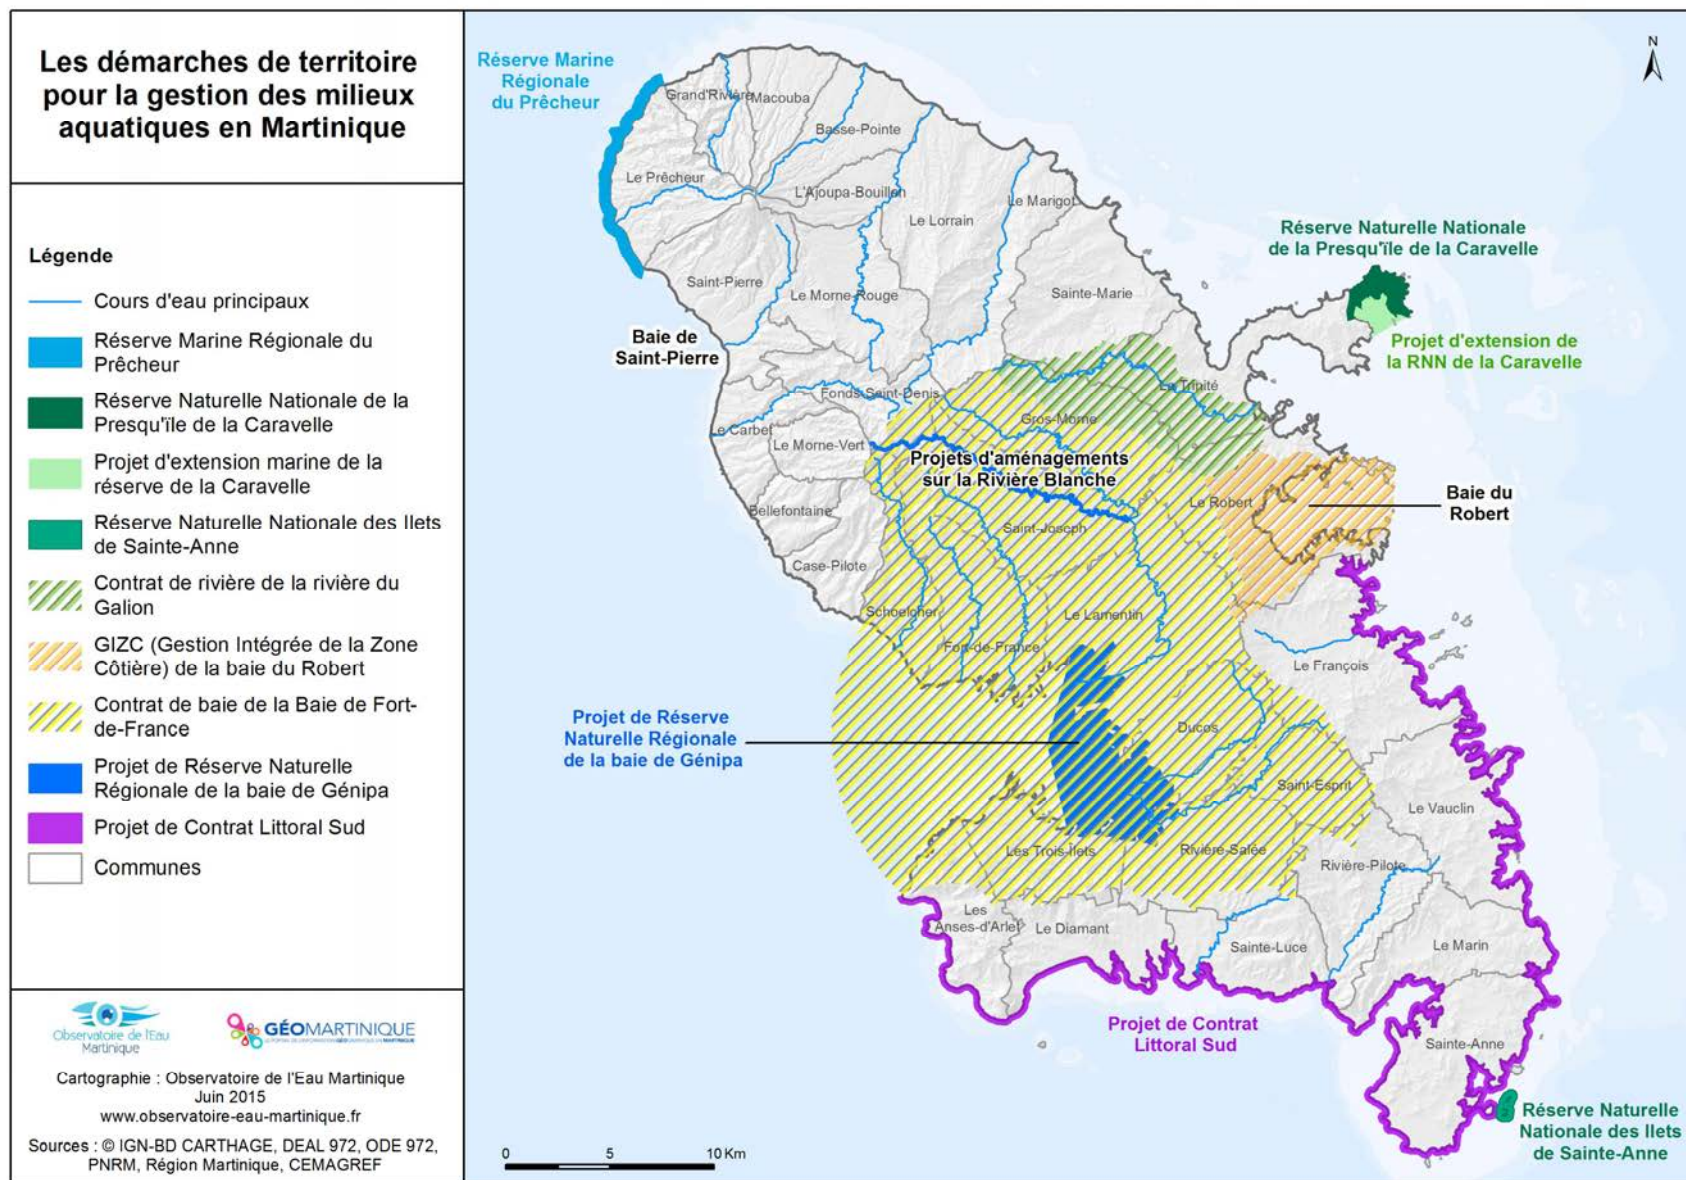 Les démarches de territoire
pour la gestion des milieux
aquatiques en Martinique
Légende
Cours d'eau principaux
Réserve Marine Régionale du
Prêcheur
Réserve Naturelle Nationale de la
Presqu'île de la Caravelle
Projet d'extension marine de la
réserve de la Caravelle
Réserve Naturelle Nationale des Ilets
de Sainte-Anne
Contrat de rivière de la rivière du
Galion
GIZC (Gestion Intégrée de la Zone
Côtière) de la baie du Robert
Contrat de baie de la Baie de Fort-
de-France
Projet de Réserve Naturelle
Régionale de la baie de Génipa
Projet de Contrat Littoral Sud
Communes
Observatoire de l'Eau
Martinique
GÉOMARTINIQUE
LE PORTAIL DE L'INFORMATION GÉOGRAPHIQUE EN MARTINIQUE
Cartographie : Observatoire de l'Eau Martinique
Juin 2015
www.observatoire-eau-martinique.fr
Sources : © IGN-BD CARTHAGE, DEAL 972, ODE 972,
PNRM, Région Martinique, CEMAGREF
N
Réserve Marine
Régionale
du Prêcheur
Grand'Rivière
Macouba
Basse-Pointe
Le Prêcheur
L'Ajoupa-Bouillon
Le Lorrain
Le Marigot
Réserve Naturelle Nationale
de la Presqu'île de la Caravelle
Saint-Pierre
Le Morne-Rouge
Sainte-Marie
Baie de
Saint-Pierre
Projet d'extension de
la RNN de la Caravelle
La Trinité
Fonds-Saint-Denis
Gros-Morne
Le Carbet
Le Morne-Vert
Projets d'aménagements
sur la Rivière Blanche
Le Robert
Baie du
Robert
Bellefontaine
Saint-Joseph
Case-Pilote
Schoelcher
Le Lamentin
Fort-de-France
Le François
Projet de Réserve
Naturelle Régionale
de la baie de Génipa
Ducos
Saint-Esprit
Le Vauclin
Les Trois-Îlets
Rivière-Salée
Rivière-Pilote
Les
Anses-d'Arlet
Le Diamant
Sainte-Luce
Le Marin
Projet de Contrat
Littoral Sud
Sainte-Anne
Réserve Naturelle
Nationale des Ilets
de Sainte-Anne
0 5 10 Km